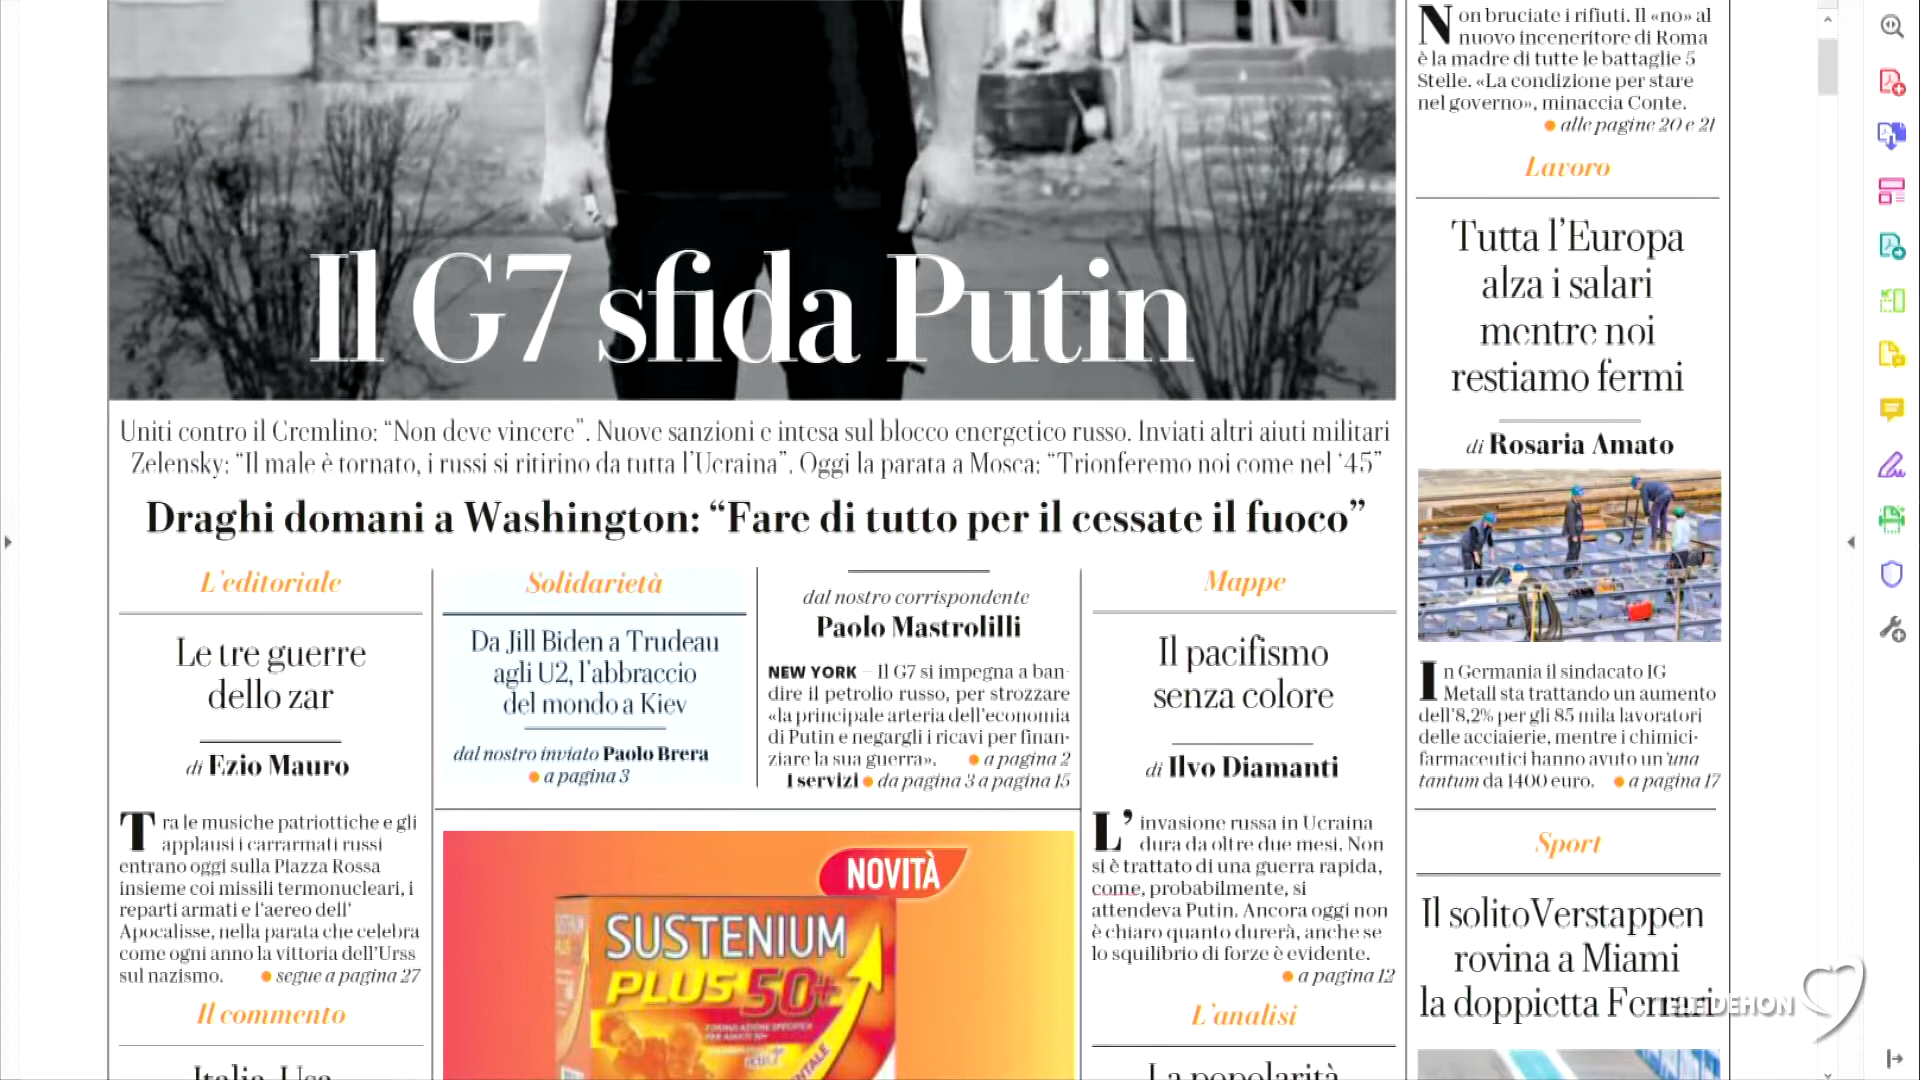 Il G7 sfida Putin
Uniti contro il Cremlino: “Non deve vincere”. Nuove sanzioni e intesa sul blocco energetico russo. Inviati altri aiuti militari
Zelensky: “Il male è tornato, i russi si ritirino da tutta l’Ucraina”. Oggi la parata a Mosca: “Trionferemo noi come nel ‘45”
Draghi domani a Washington: “Fare di tutto per il cessate il fuoco”
L’editoriale
Le tre guerre
dello zar
di Ezio Mauro
Tra le musiche patriottiche e gli
applausi i carrarmati russi
entrano oggi sulla Piazza Rossa
insieme coi missili termonucleari, i
reparti armati e l’aereo dell’
Apocalisse, nella parata che celebra
come ogni anno la vittoria dell’Urss
sul nazismo. segue a pagina 27
Il commento
Italia, Usa
Solidarietà
Da Jill Biden a Trudeau
agli U2, l’abbraccio
del mondo a Kiev
dal nostro inviato Paolo Brera
a pagina 3
dal nostro corrispondente
Paolo Mastrolilli
NEW YORK – Il G7 si impegna a ban-
dire il petrolio russo, per strozzare
«la principale arteria dell’economia
di Putin e negargli i ricavi per finan-
ziare la sua guerra». a pagina 2
I servizi da pagina 3 a pagina 15
NOVITÀ
SUSTENIUM
PLUS 50+
Mappe
Il pacifismo
senza colore
di Ilvo Diamanti
L’invasione russa in Ucraina
dura da oltre due mesi. Non
si è trattato di una guerra rapida,
come, probabilmente, si
attendeva Putin. Ancora oggi non
è chiaro quanto durerà, anche se
lo squilibrio di forze è evidente.
a pagina 12
L’analisi
La popolarità
Non bruciate i rifiuti. Il «no» al
nuovo inceneritore di Roma
è la madre di tutte le battaglie 5
Stelle. «La condizione per stare
nel governo», minaccia Conte.
alle pagine 20 e 21
Lavoro
Tutta l’Europa
alza i salari
mentre noi
restiamo fermi
di Rosaria Amato
In Germania il sindacato IG
Metall sta trattando un aumento
dell’8,2% per gli 85 mila lavoratori
delle acciaierie, mentre i chimici-
farmaceutici hanno avuto un’una
tantum da 1400 euro. a pagina 17
Sport
Il solito Verstappen
rovina a Miami
la doppietta Ferrari
TELEDEHON